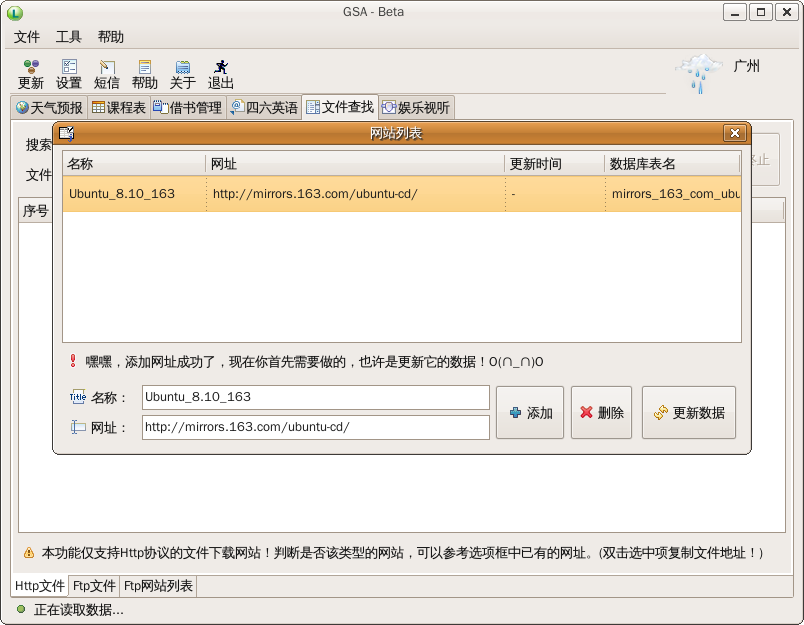 GSA - Beta
文件 工具 帮助
更新 设置 短信 帮助 关于 退出
广州
天气预报 课程表 借书管理 四六英语 文件查找 娱乐视听
网站列表
搜索
文件
止
序号
名称 网址 更新时间 数据库表名
Ubuntu_8.10_163 http://mirrors.163.com/ubuntu-cd/ - mirrors_163_com_ubu
嘿嘿，添加网址成功了，现在你首先需要做的，也许是更新它的数据！O(∩_∩)O
Title 名称： Ubuntu_8.10_163
网址： http://mirrors.163.com/ubuntu-cd/
添加 删除 更新数据
本功能仅支持Http协议的文件下载网站！判断是否该类型的网站，可以参考选项框中已有的网址。(双击选中项复制文件地址！)
Http文件 Ftp文件 Ftp网站列表
正在读取数据...